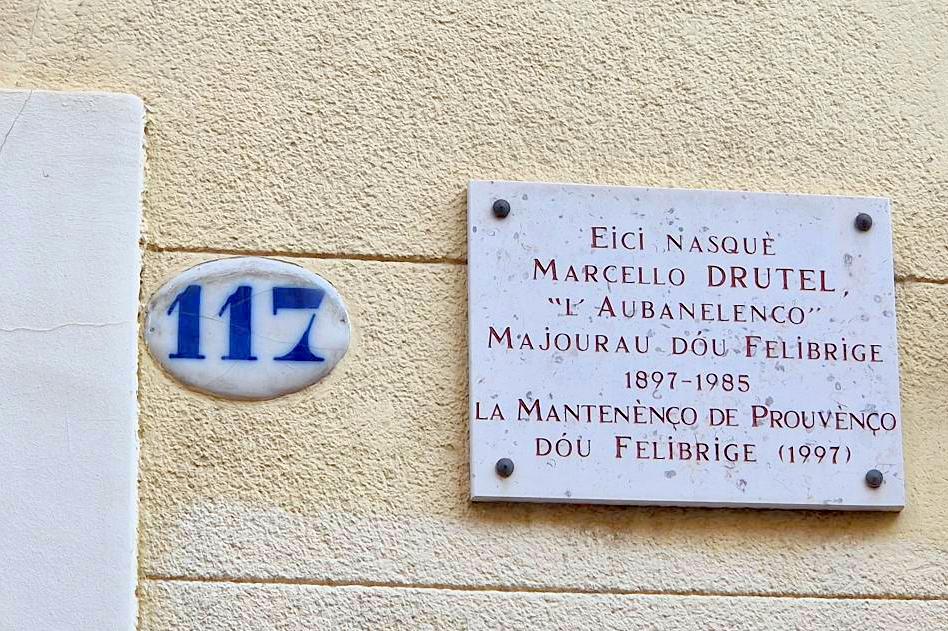 117
Eici nasquè
Marcello DRUTEL,
"L' Aubanelenco"
Majourau dóu Felibrige
1897-1985
la Mantenènço de Prouvènço
dóu Felibrige (1997)